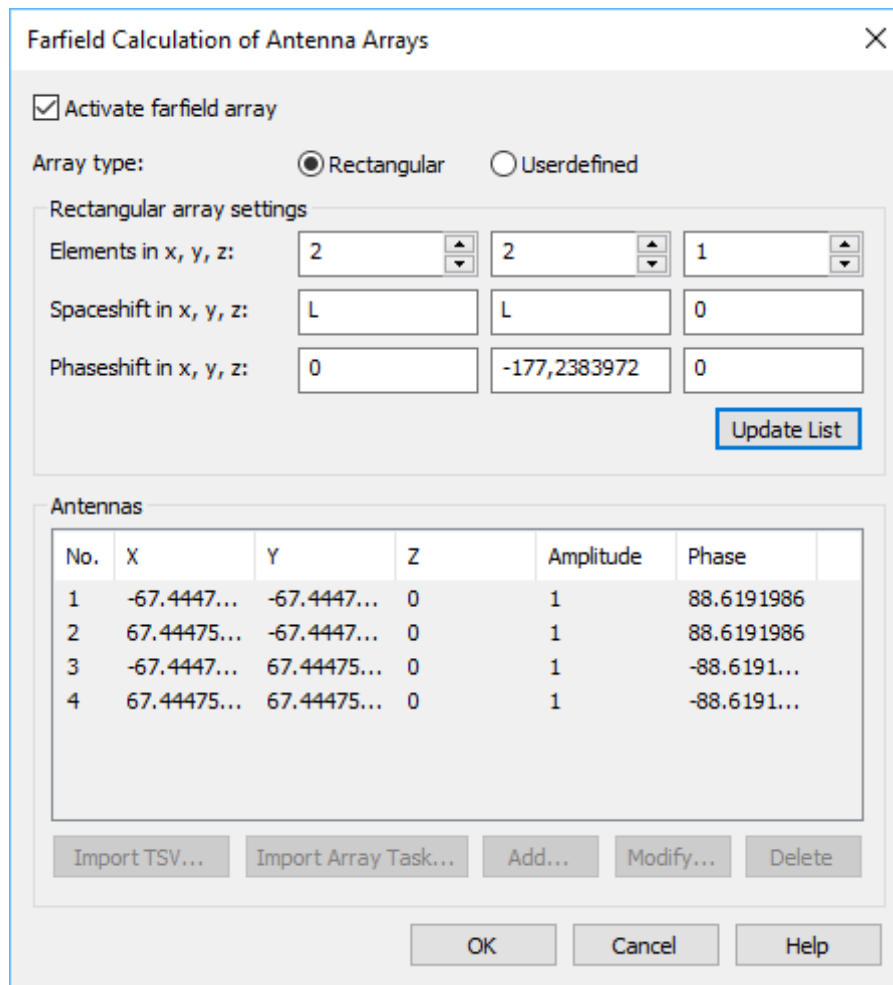 Farfield Calculation of Antenna Arrays
Activate farfield array
Array type: Rectangular Userdefined
Rectangular array settings
Elements in x, y, z: 2 2 1
Spaceshift in x, y, z: L L 0
Phaseshift in x, y, z: 0 -177,2383972 0
Update List
Antennas
No. X Y Z Amplitude Phase
1 -67.4447... -67.4447... 0 1 88.6191986
2 67.44475... -67.4447... 0 1 88.6191986
3 -67.4447... 67.44475... 0 1 -88.6191...
4 67.44475... 67.44475... 0 1 -88.6191...
Import TSV... Import Array Task... Add... Modify... Delete
OK Cancel Help